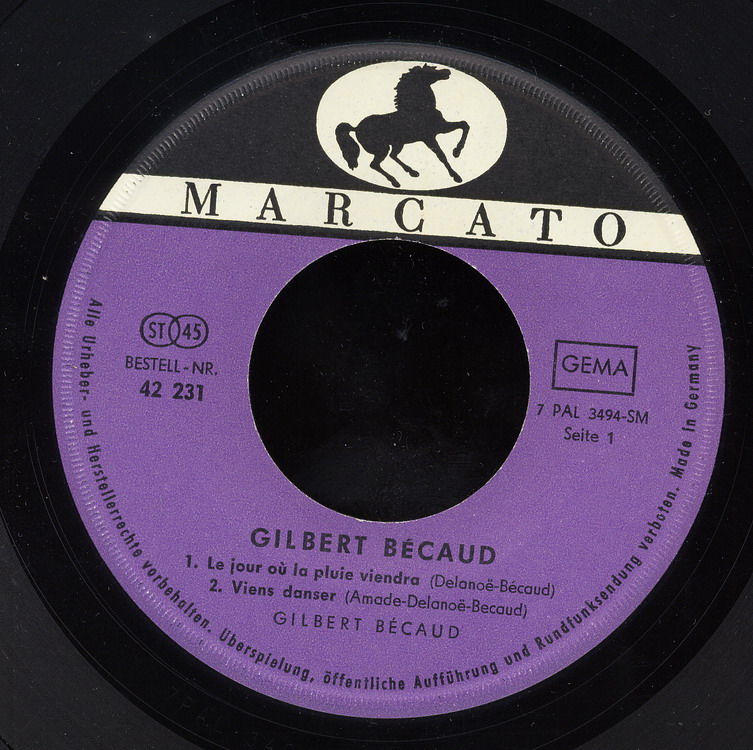 MARCATO
ST 45
BESTELL-NR.
42 231
GEMA
7 PAL 3494-SM
Seite 1
GILBERT BÉCAUD
1. Le jour où la pluie viendra (Delanoë-Bécaud)
2. Viens danser (Amade-Delanoë-Becaud)
GILBERT BÉCAUD
Alle Urheber- und Herstellerrechte vorbehalten. Überspielung, öffentliche Aufführung und Rundfunksendung verboten. Made in Germany